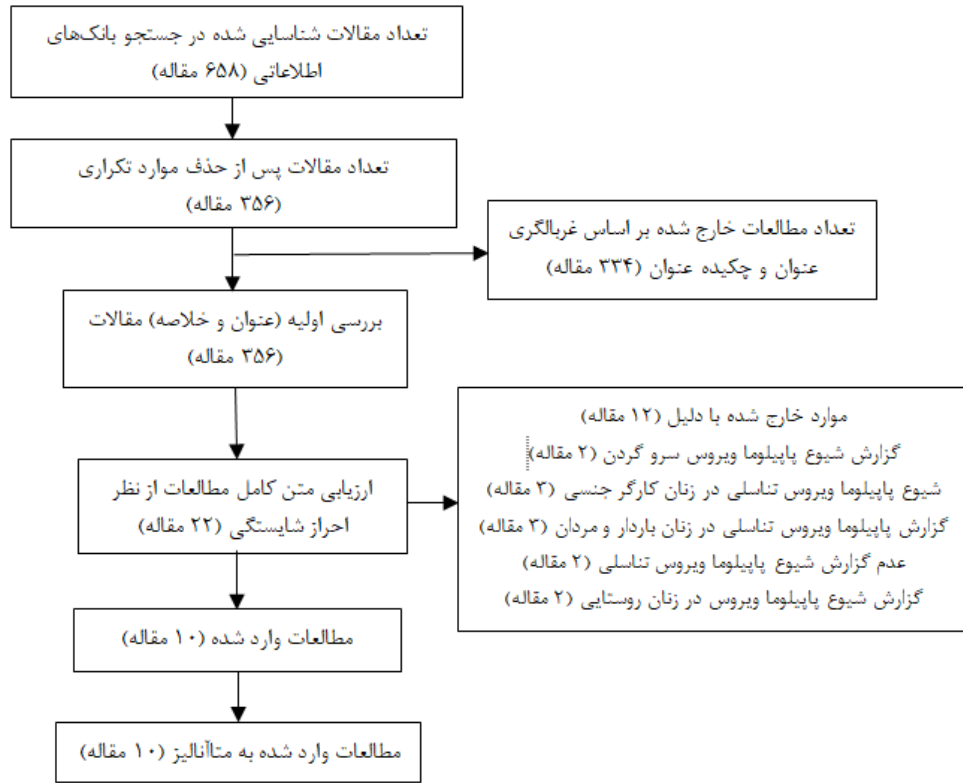 تعداد مقالات شناسایی شده در جستجو بانک‌های
اطلاعاتی (۶۵۸ مقاله)
تعداد مقالات پس از حذف موارد تکراری
(۳۵۶ مقاله)
تعداد مطالعات خارج شده بر اساس غربالگری
عنوان و چکیده عنوان (۳۳۴ مقاله)
بررسی اولیه (عنوان و خلاصه) مقالات
(۳۵۶ مقاله)
موارد خارج شده با دلیل (۱۲ مقاله)
گزارش شیوع پاپیلوما ویروس سرو گردن (۲ مقاله)
شیوع پاپیلوما ویروس تناسلی در زنان کارگر جنسی (۳ مقاله)
گزارش پاپیلوما ویروس تناسلی در زنان باردار و مردان (۳ مقاله)
عدم گزارش شیوع پاپیلوما ویروس تناسلی (۲ مقاله)
گزارش شیوع پاپیلوما ویروس در زنان روستایی (۲ مقاله)
ارزیابی متن کامل مطالعات از نظر
احراز شایستگی (۲۲ مقاله)
مطالعات وارد شده (۱۰ مقاله)
مطالعات وارد شده به متاآنالیز (۱۰ مقاله)